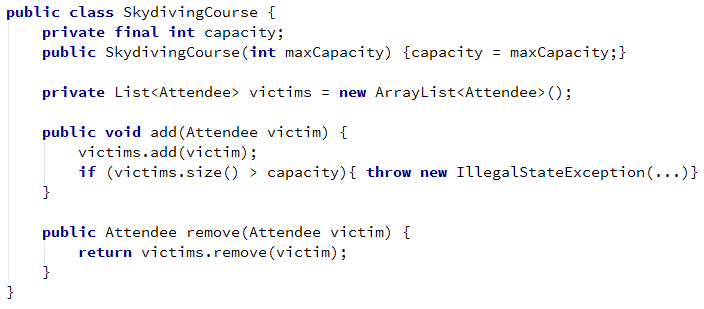 public class SkydivingCourse {
    private final int capacity;
    public SkydivingCourse(int maxCapacity) {capacity = maxCapacity;}

    private List<Attendee> victims = new ArrayList<Attendee>();

    public void add(Attendee victim) {
        victims.add(victim);
        if (victims.size() > capacity){ throw new IllegalStateException(...)}
    }

    public Attendee remove(Attendee victim) {
        return victims.remove(victim);
    }
}